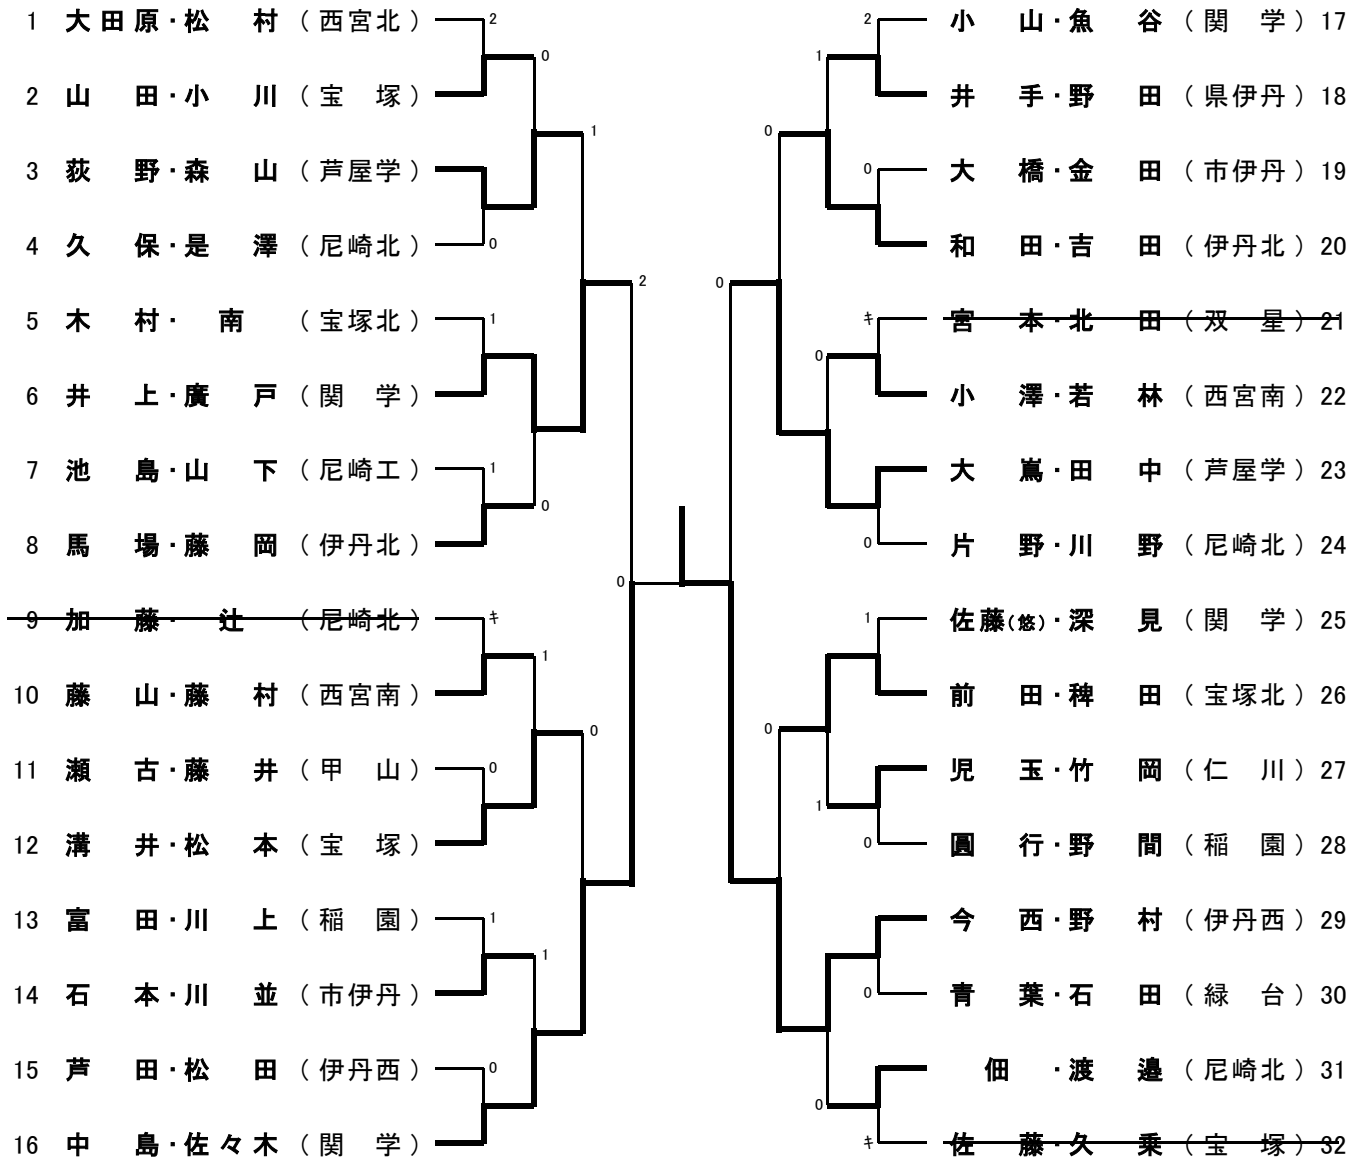 1 大田原・松村 (西宮北) 2
0
2 山田・小川 (宝塚)
1
3 荻野・森山 (芦屋学)
4 久保・是澤 (尼崎北) 0
2
5 木村・南 (宝塚北) 1
6 井上・廣戸 (関学)
7 池島・山下 (尼崎工) 1
0
8 馬場・藤岡 (伊丹北)
0
9 加藤・辻 (尼崎北) キ
1
10 藤山・藤村 (西宮南)
0
11 瀬古・藤井 (甲山) 0
12 溝井・松本 (宝塚)
13 富田・川上 (稲園) 1
1
14 石本・川並 (市伊丹)
15 芦田・松田 (伊丹西) 0
16 中島・佐々木 (関学)
2 小山・魚谷 (関学) 17
1
井手・野田 (県伊丹) 18
0
0 大橋・金田 (市伊丹) 19
和田・吉田 (伊丹北) 20
0
キ 宮本・北田 (双星) 21
0
小澤・若林 (西宮南) 22
大嶌・田中 (芦屋学) 23
0 片野・川野 (尼崎北) 24
1 佐藤(悠)・深見 (関学) 25
前田・稗田 (宝塚北) 26
0
児玉・竹岡 (仁川) 27
1
0 圓行・野間 (稲園) 28
今西・野村 (伊丹西) 29
0 青葉・石田 (緑台) 30
佃・渡邉 (尼崎北) 31
0
キ 佐藤・久乗 (宝塚) 32